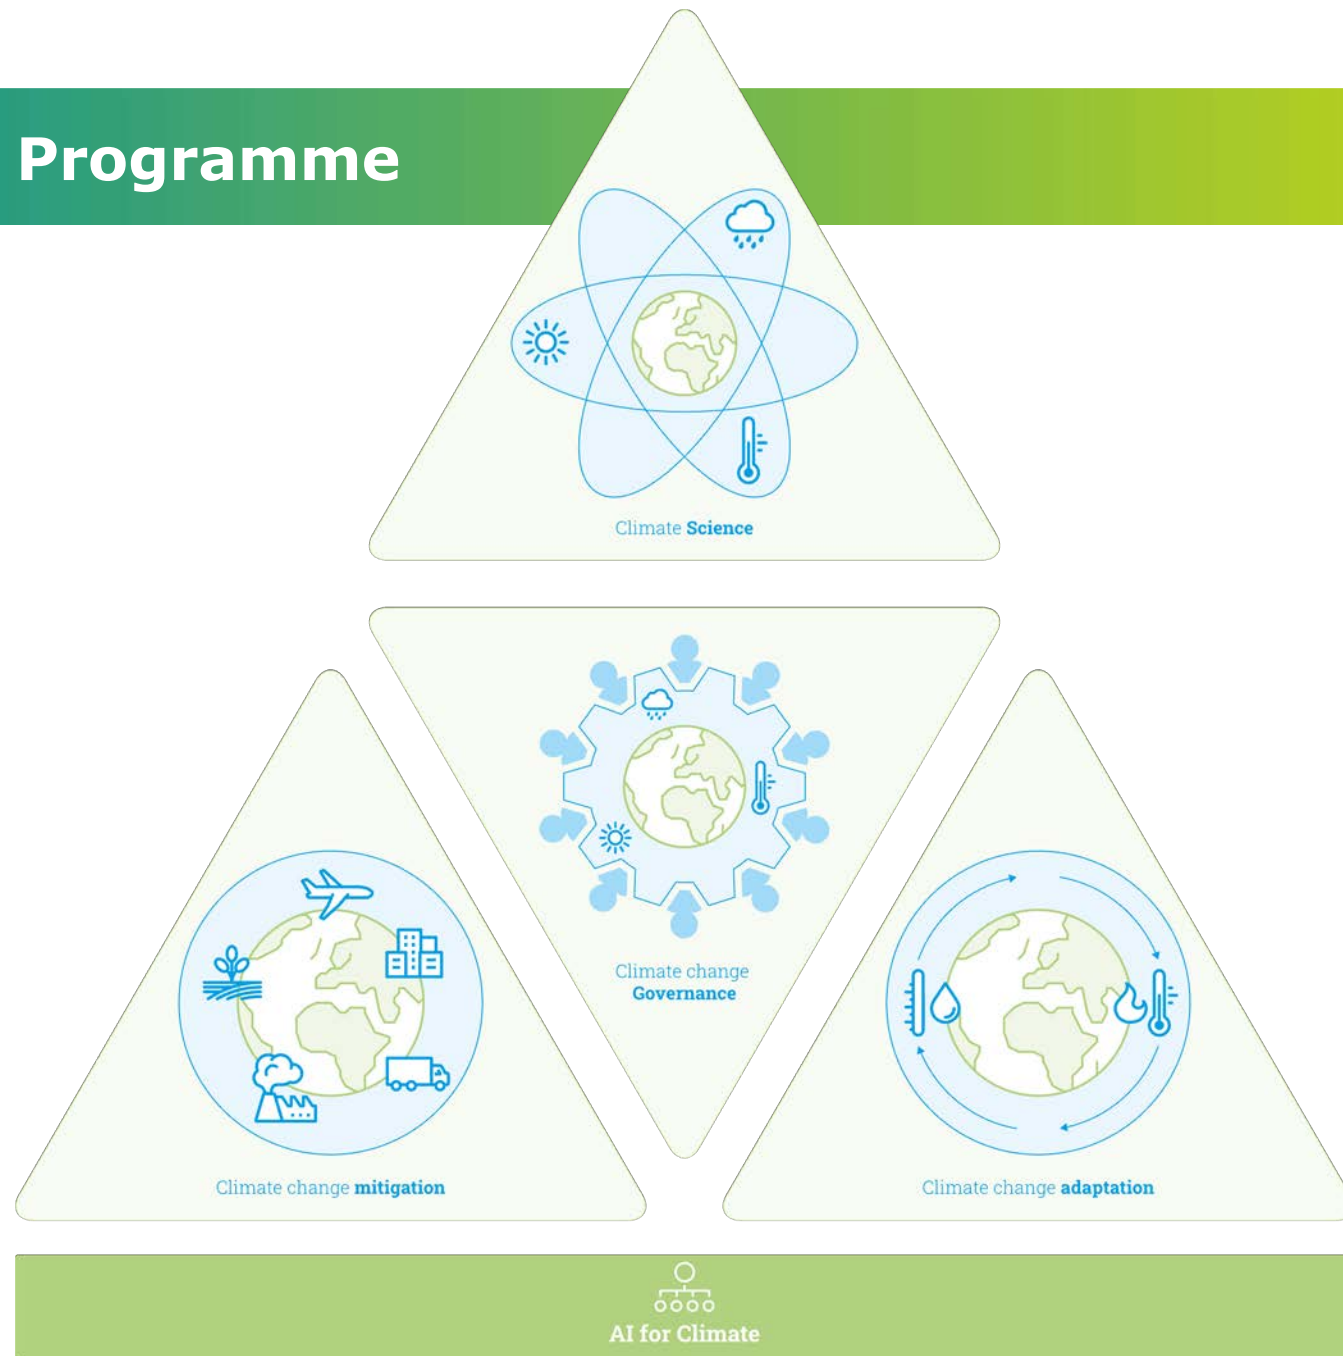 Programme
Climate Science
Climate change
Governance
Climate change mitigation
Climate change adaptation
AI for Climate